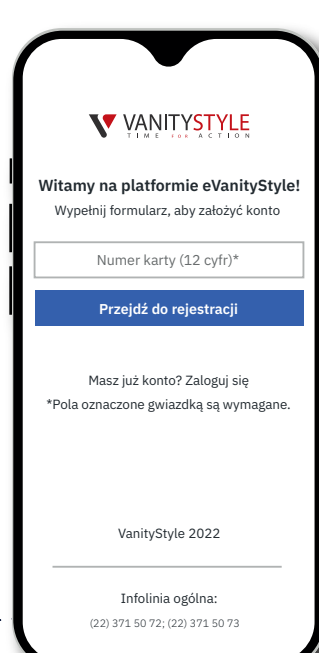 VANITYSTYLE
TIME FOR ACTION
Witamy na platformie eVanityStyle!
Wypełnij formularz, aby założyć konto
Numer karty (12 cyfr)*
Przejdź do rejestracji
Masz już konto? Zaloguj się
*Pola oznaczone gwiazdką są wymagane.
VanityStyle 2022
Infolinia ogólna:
(22) 371 50 72; (22) 371 50 73